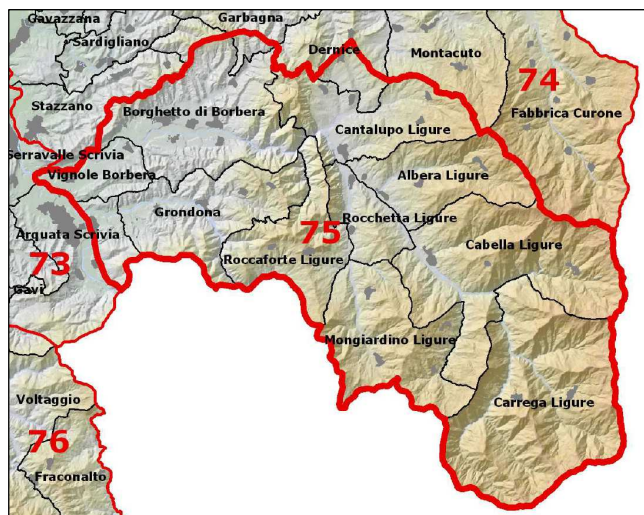 Gavazzana
Garbagna
Sardigliano
Dernice
Montacuto
74
Stazzano
Borghetto di Borbera
Fabbrica Curone
Cantalupo Ligure
Serravalle Scrivia
Vignole Borbera
Albera Ligure
Grondona
Rocchetta Ligure
Arquata Scrivia
75
Cabella Ligure
73
Roccaforte Ligure
Gavi
Mongiardino Ligure
Voltaggio
Carrega Ligure
76
Fraconalto